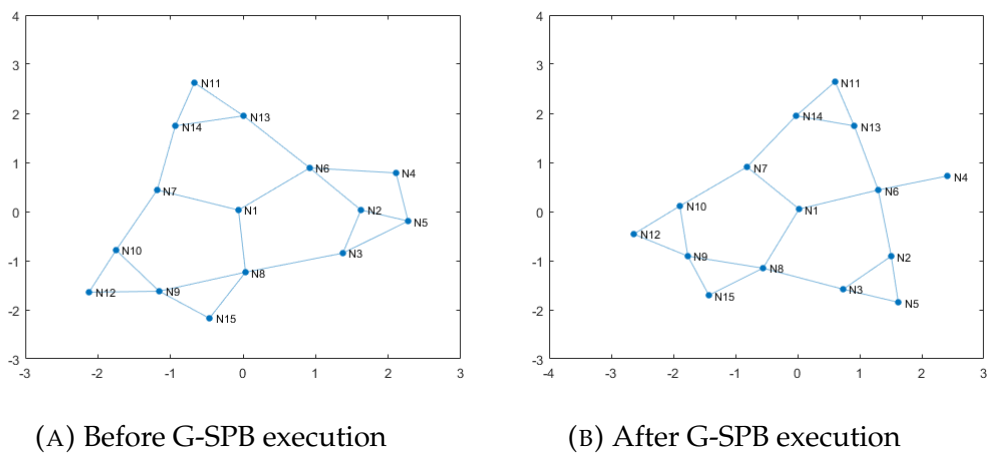 4
3
2
1
0
-1
-2
-3
-3 -2 -1 0 1 2 3
N11
N13
N14
N6
N4
N7
N1
N2
N5
N10
N3
N8
N12
N9
N15
4
3
2
1
0
-1
-2
-3
-4 -3 -2 -1 0 1 2 3
N11
N14
N13
N7
N4
N6
N10
N1
N12
N9
N2
N8
N15
N3
N5
(A) Before G-SPB execution
(B) After G-SPB execution